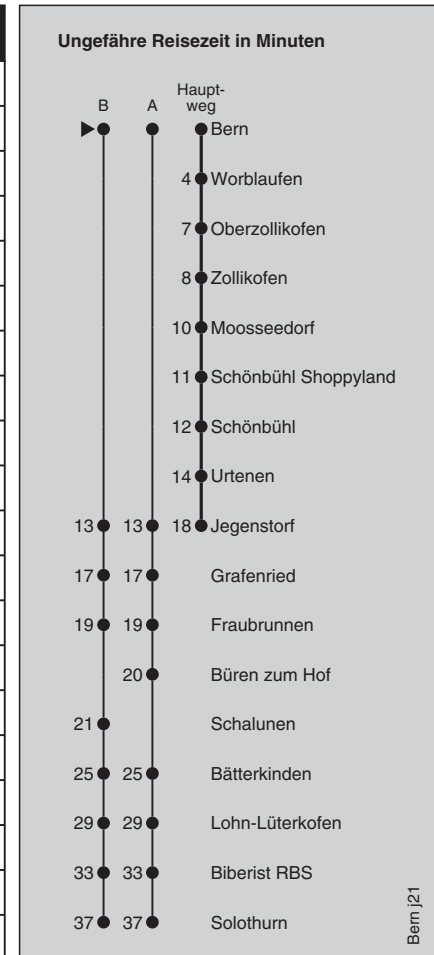 Ungefähre Reisezeit in Minuten
Haupt-
B A weg
Bern
4 Worblaufen
7 Oberzollikofen
8 Zollikofen
10 Moosseedorf
11 Schönbühl Shoppyland
12 Schönbühl
14 Urtenen
13 13 18 Jegenstorf
17 17 Grafenried
19 19 Fraubrunnen
20 Büren zum Hof
21 Schalunen
25 25 Bätterkinden
29 29 Lohn-Lüterkofen
33 33 Biberist RBS
37 37 Solothurn
Bern j21